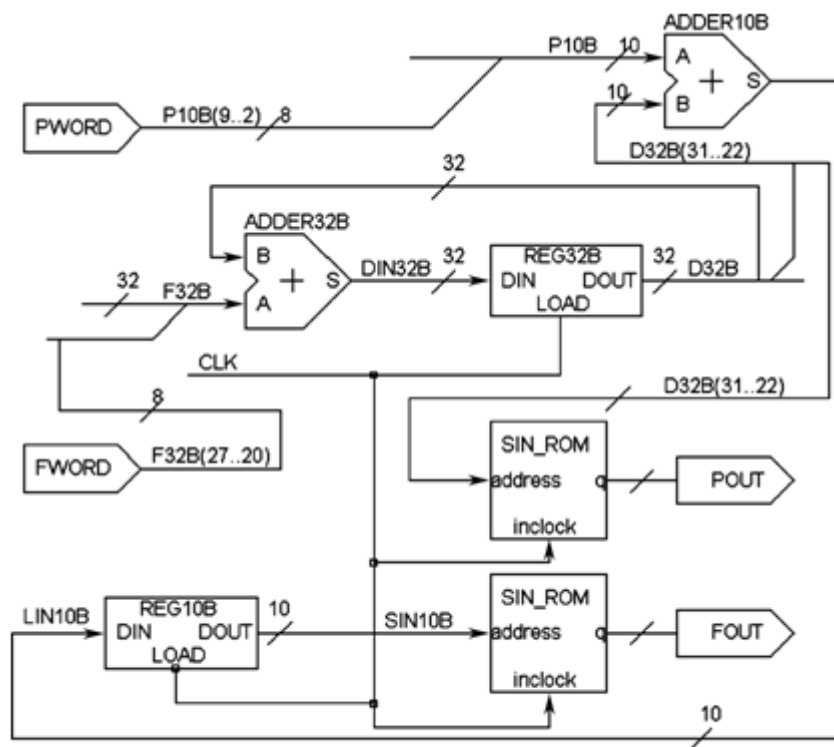 ADDER10B
P10B
10
A
S
B
10
PWORD
P10B(9..2)
8
D32B(31..22)
32
ADDER32B
B
S
A
DIN32B
32
REG32B
DIN
DOUT
LOAD
32
D32B
32
F32B
CLK
8
D32B(31..22)
FWORD
F32B(27..20)
SIN_ROM
address
q
inclock
POUT
LIN10B
REG10B
DIN
DOUT
LOAD
10
SIN10B
SIN_ROM
address
q
inclock
FOUT
10